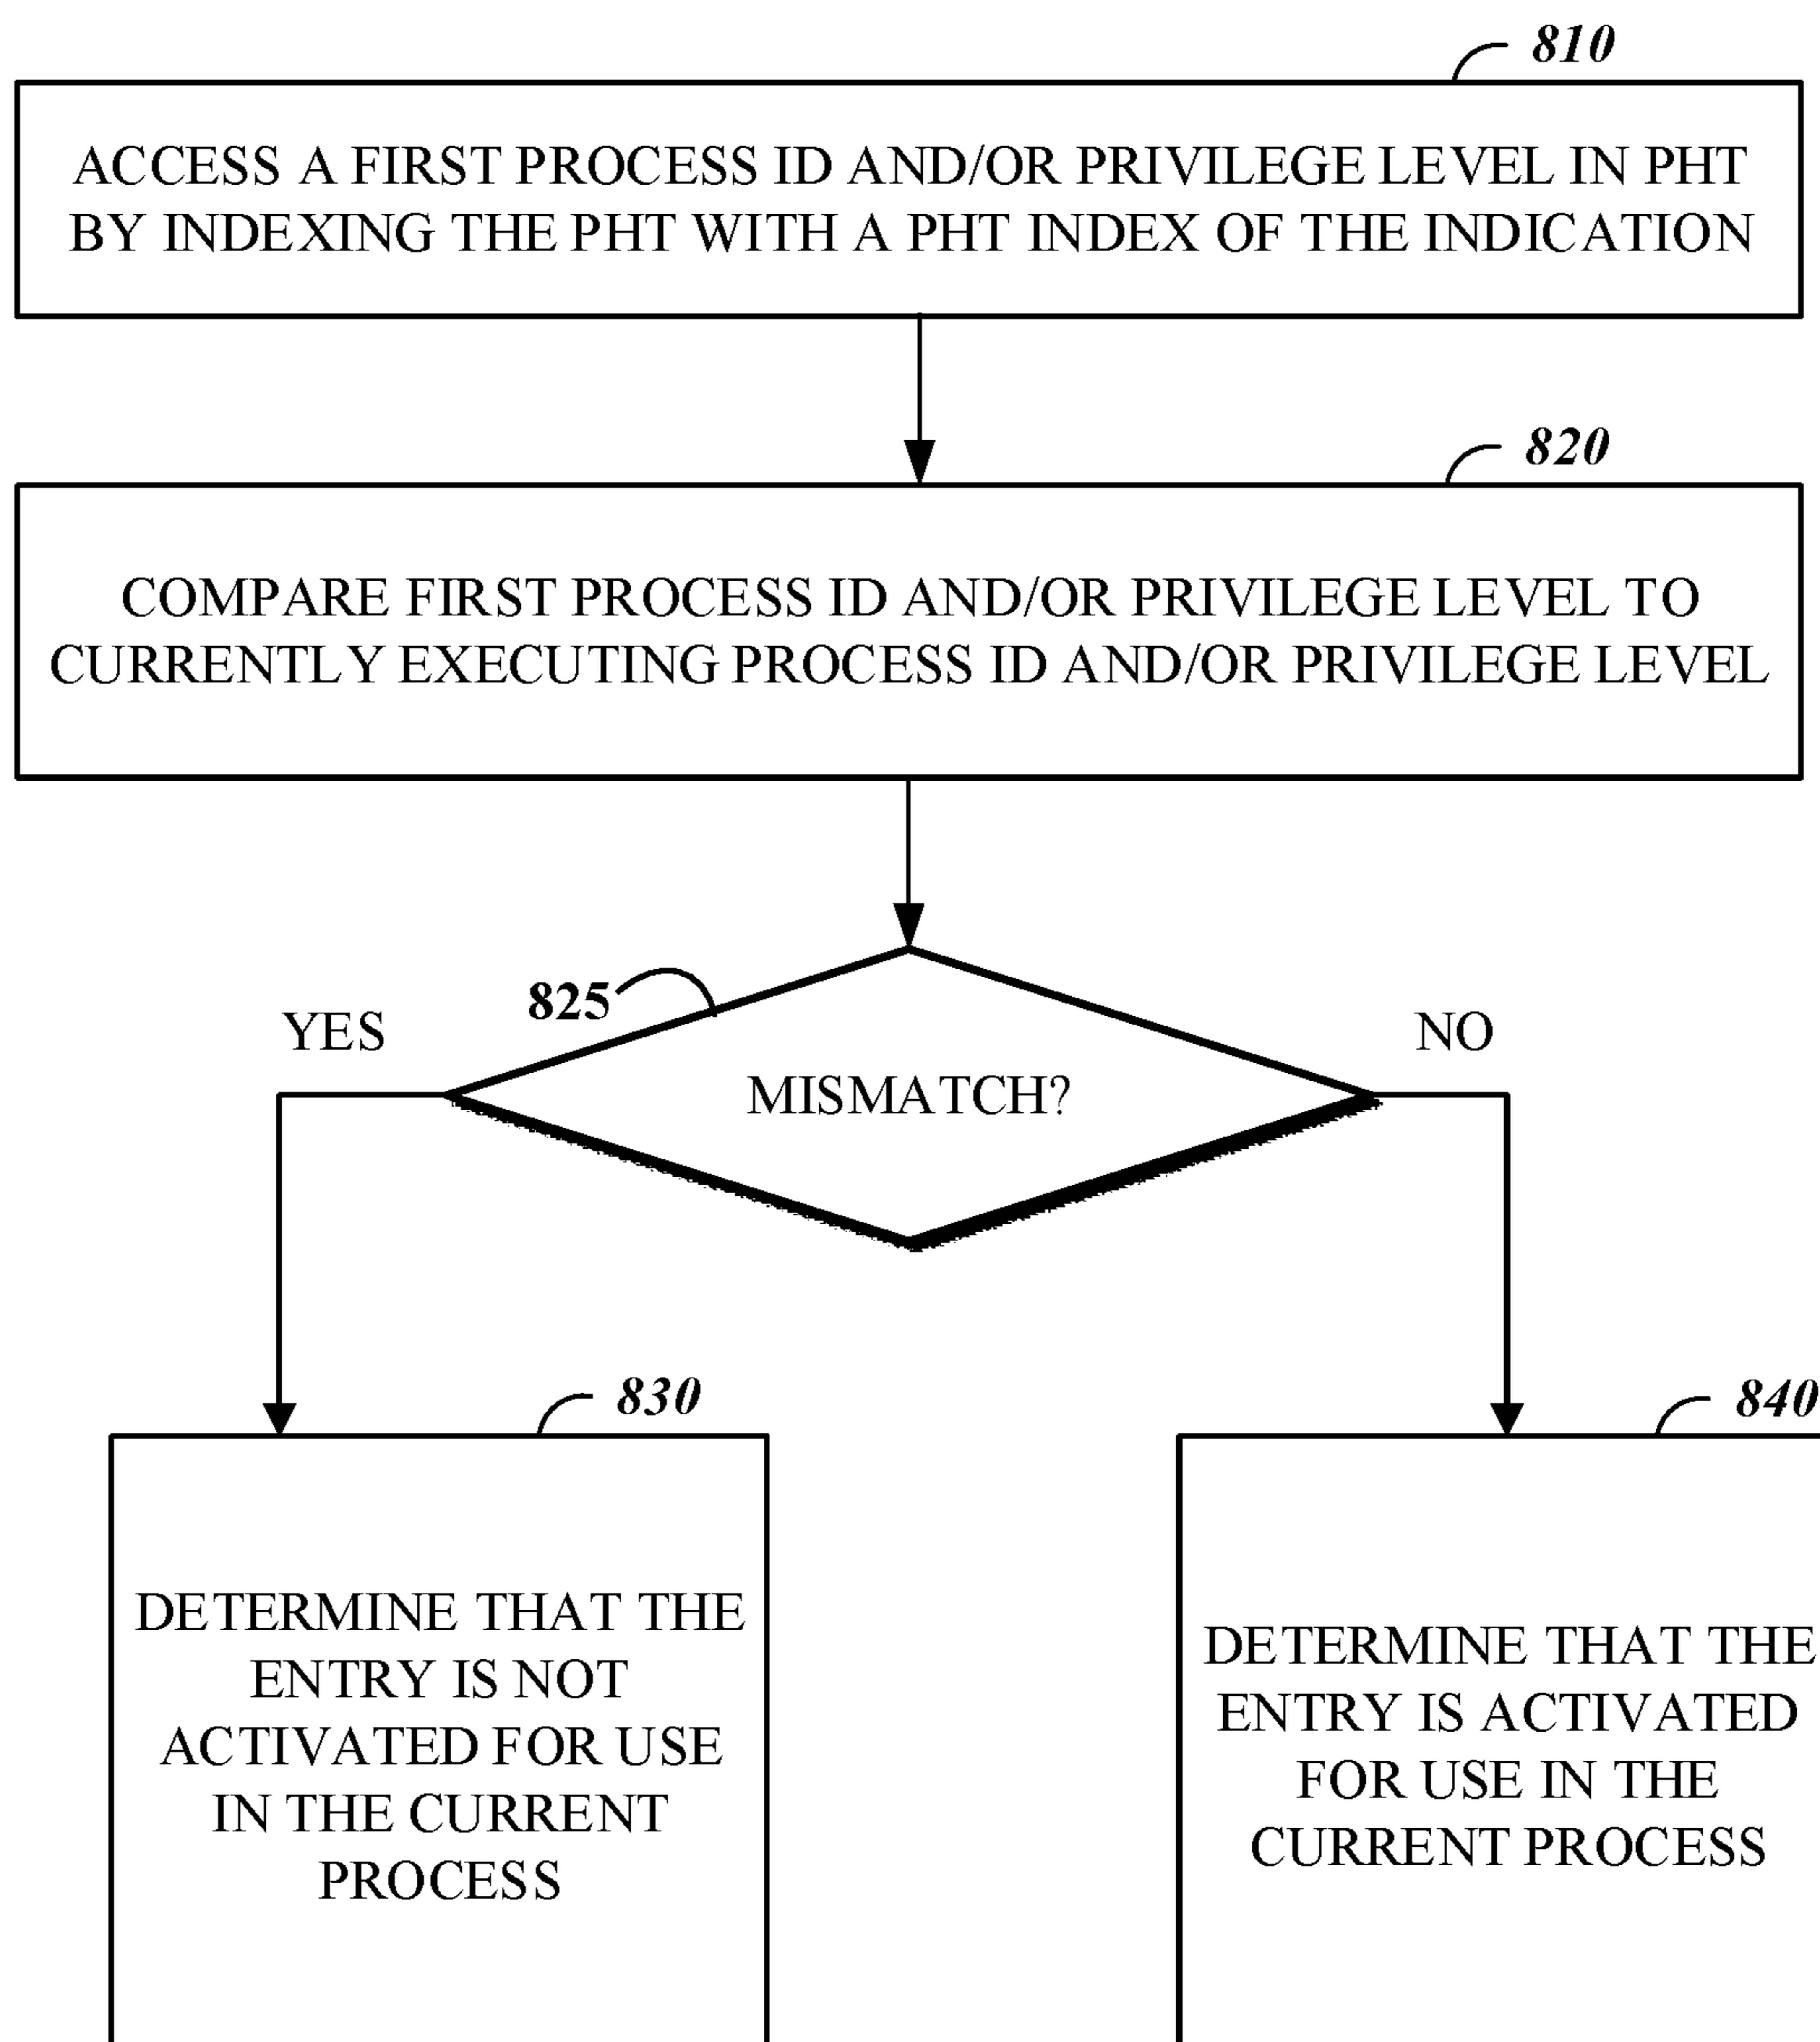 810
ACCESS A FIRST PROCESS ID AND/OR PRIVILEGE LEVEL IN PHT
BY INDEXING THE PHT WITH A PHT INDEX OF THE INDICATION
820
COMPARE FIRST PROCESS ID AND/OR PRIVILEGE LEVEL TO
CURRENTLY EXECUTING PROCESS ID AND/OR PRIVILEGE LEVEL
825
YES
NO
MISMATCH?
830
DETERMINE THAT THE
ENTRY IS NOT
ACTIVATED FOR USE
IN THE CURRENT
PROCESS
840
DETERMINE THAT THE
ENTRY IS ACTIVATED
FOR USE IN THE
CURRENT PROCESS